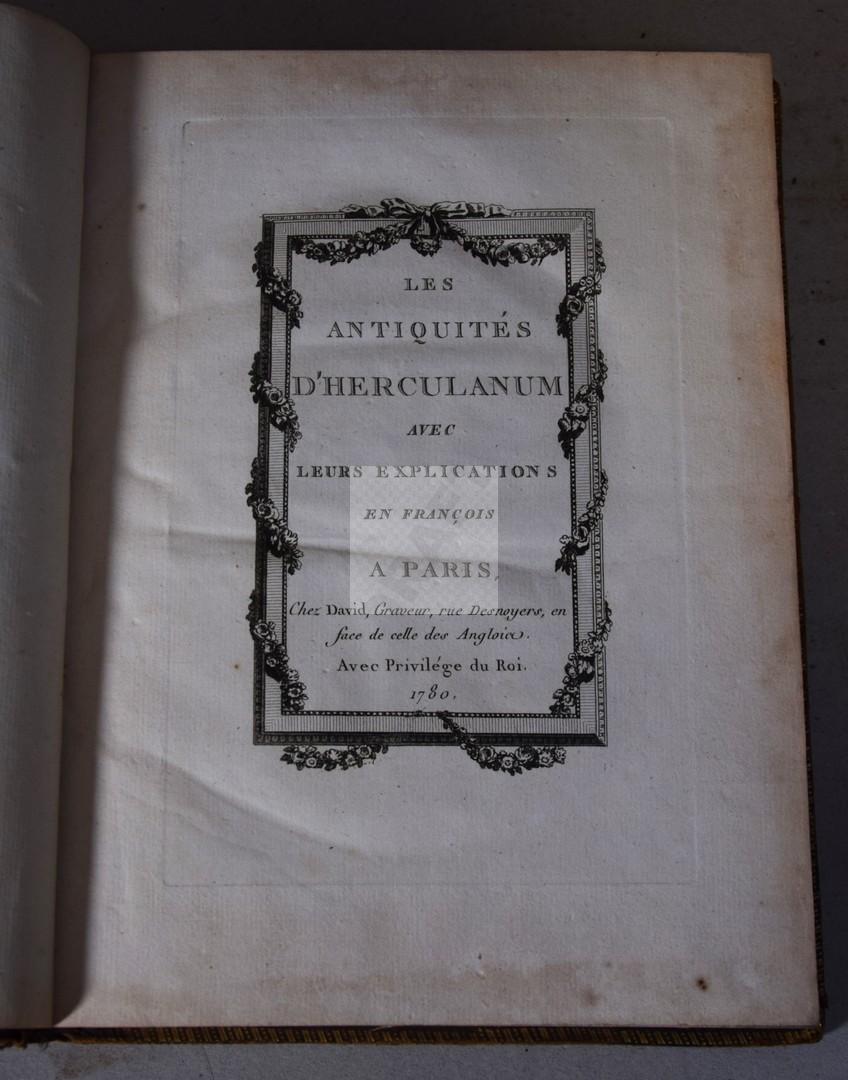 LES
ANTIQUITÉS
D'HERCULANUM
AVEC
LEURS EXPLICATIONS
EN FRANÇOIS
A PARIS,
Chez David, Graveur, rue Desnoyers, en
face de celle des Anglois.
Avec Privilége du Roi.
1780.